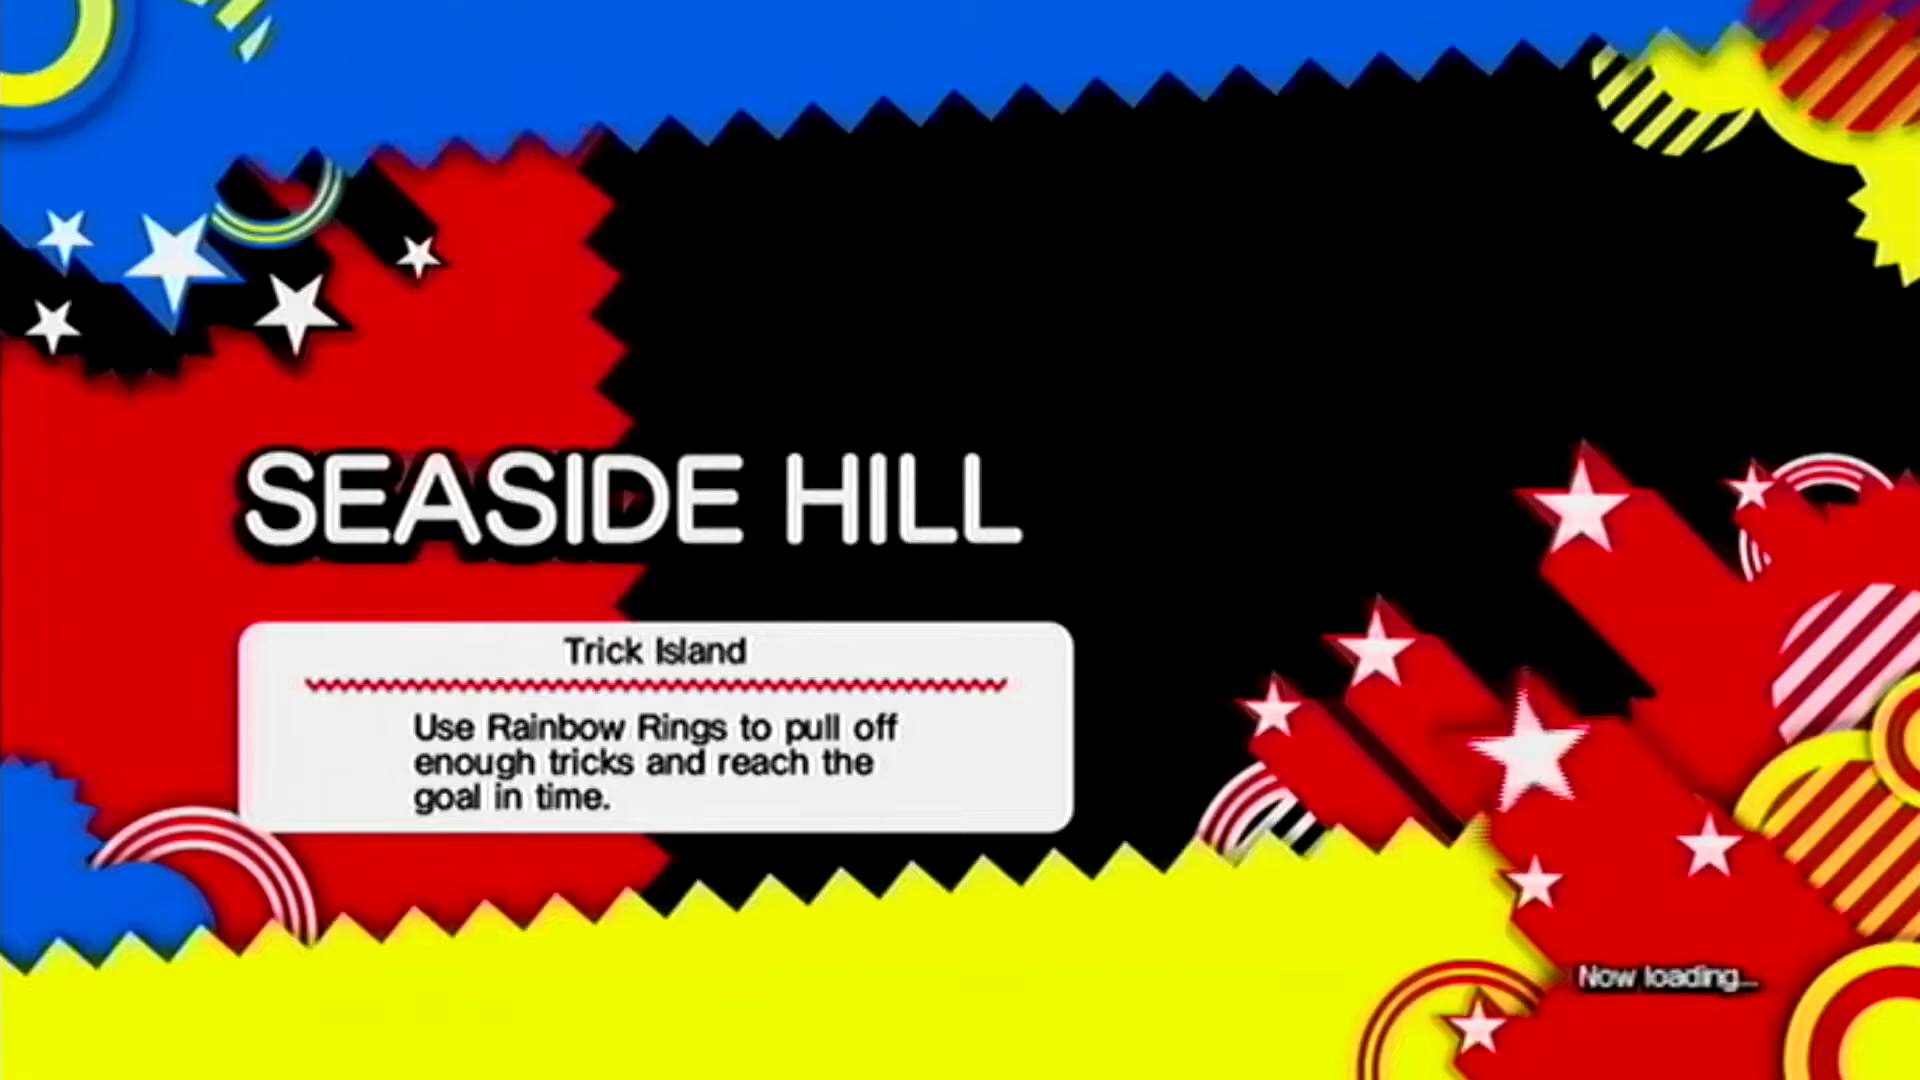 SEASIDE HILL
Trick Island
Use Rainbow Rings to pull off
enough tricks and reach the
goal in time.
Now loading...